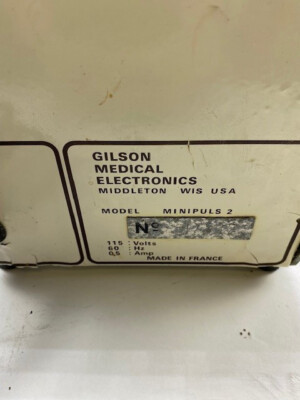 GILSON
MEDICAL
ELECTRONICS
MIDDLETON WIS USA
MODEL MINIPULS 2
Nº
115 : Volts
60 : Hz
0,5 : Amp
MADE IN FRANCE